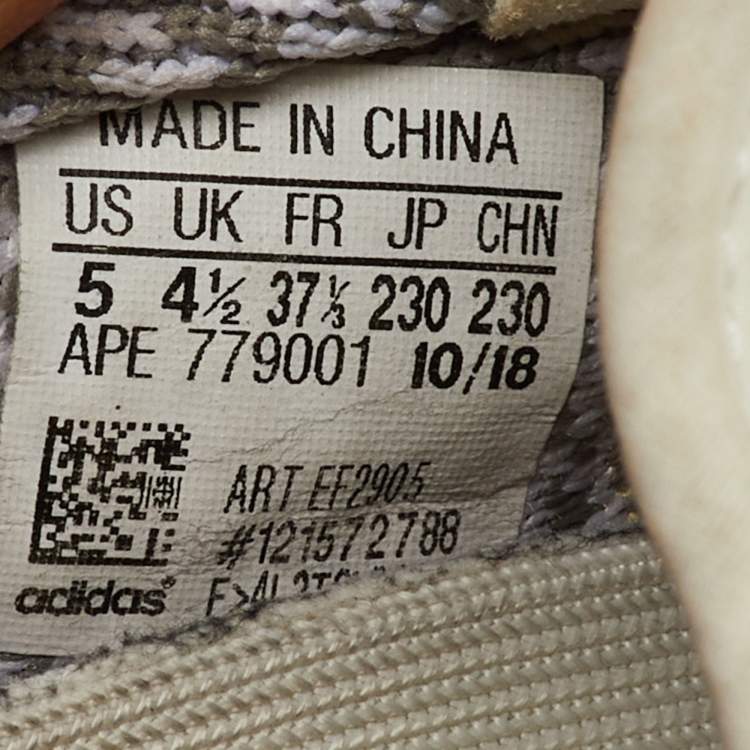 MADE IN CHINA
US UK FR JP CHN
5 4½ 37⅓ 230 230
APE 779001 10/18
ART EF2905
#121572788
adidas®